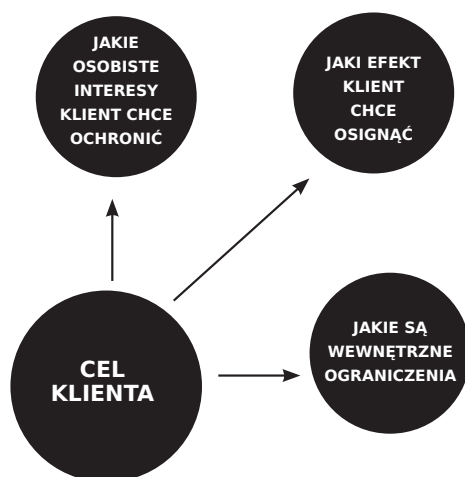 JAKIE
OSOBISTE
INTERESY
KLIENT CHCE
OCHRONIĆ
JAKI EFEKT
KLIENT
CHCE
OSIGNĄĆ
CEL
KLIENTA
JAKIE SĄ
WEWNĘTRZNE
OGRANICZENIA